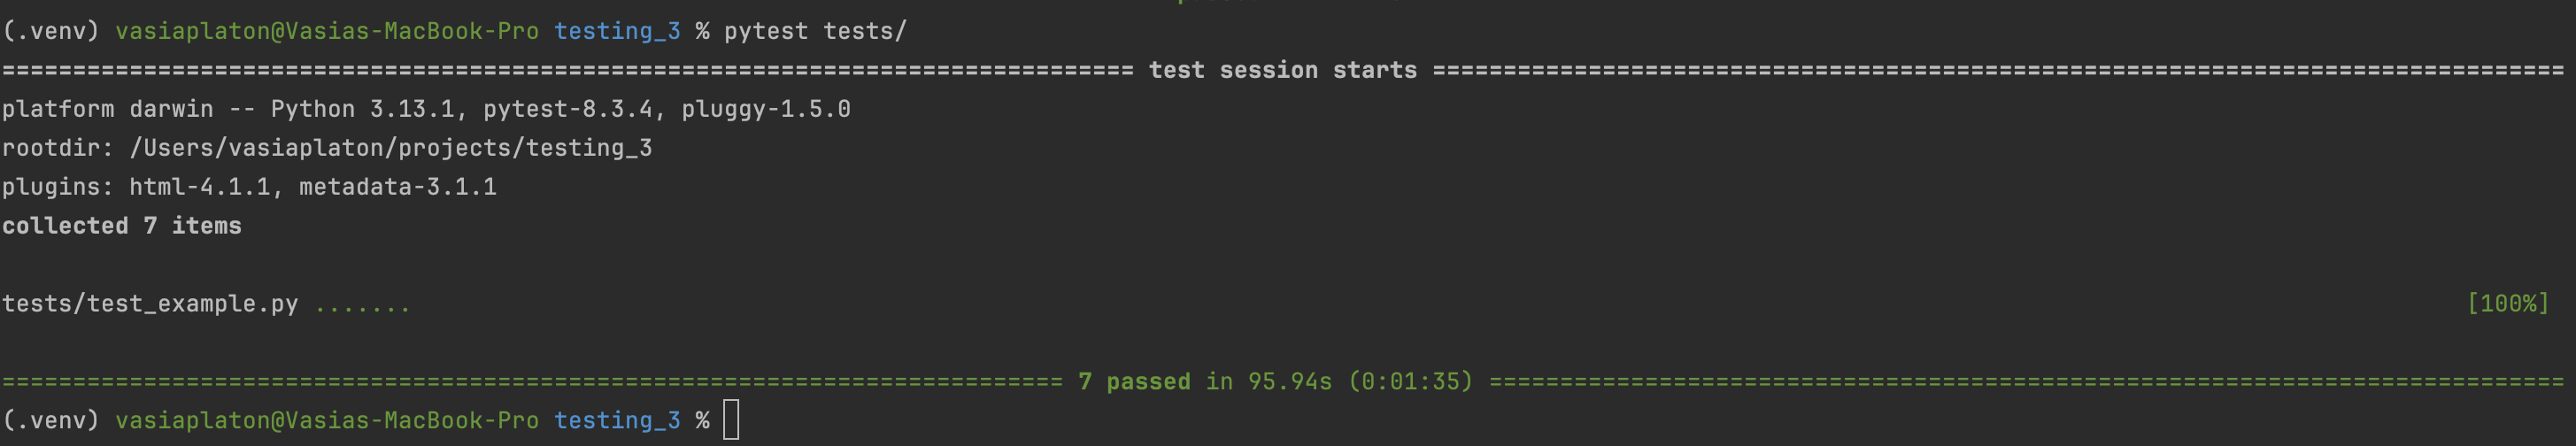 (.venv) vasiaplaton@Vasias-MacBook-Pro testing_3 % pytest tests/
================================================================================ test session starts ================================================================================
platform darwin -- Python 3.13.1, pytest-8.3.4, pluggy-1.5.0
rootdir: /Users/vasiaplaton/projects/testing_3
plugins: html-4.1.1, metadata-3.1.1
collected 7 items
tests/test_example.py ....... [100%]
=========================================================================== 7 passed in 95.94s (0:01:35) ============================================================================
(.venv) vasiaplaton@Vasias-MacBook-Pro testing_3 %